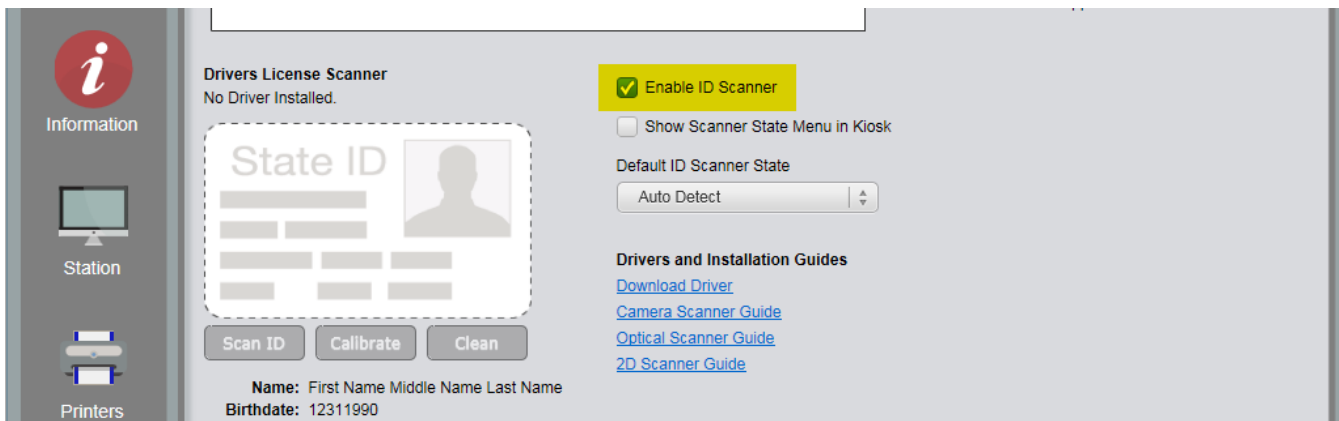 Information
Station
Printers
Drivers License Scanner
No Driver Installed.
State ID
Scan ID
Calibrate
Clean
Name: First Name Middle Name Last Name
Birthdate: 12311990
Enable ID Scanner
Show Scanner State Menu in Kiosk
Default ID Scanner State
Auto Detect
Drivers and Installation Guides
Download Driver
Camera Scanner Guide
Optical Scanner Guide
2D Scanner Guide